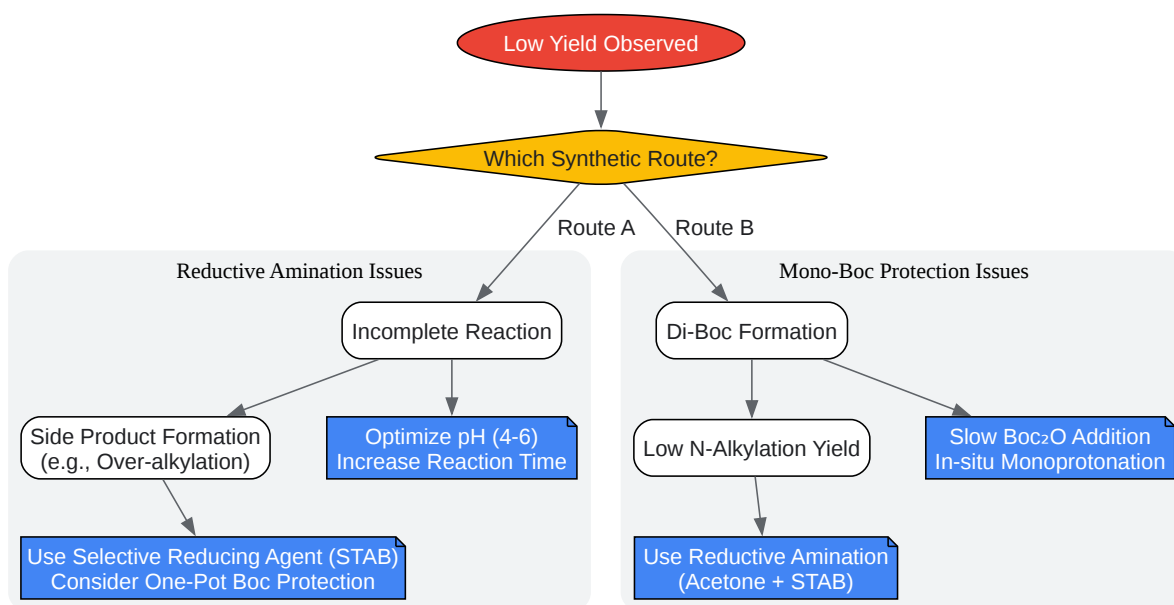 Low Yield Observed
Which Synthetic Route?
Route A
Route B
Reductive Amination Issues
Incomplete Reaction
Side Product Formation
(e.g., Over-alkylation)
Optimize pH (4-6)
Increase Reaction Time
Use Selective Reducing Agent (STAB)
Consider One-Pot Boc Protection
Mono-Boc Protection Issues
Di-Boc Formation
Low N-Alkylation Yield
Slow Boc₂O Addition
In-situ Monoprotonation
Use Reductive Amination
(Acetone + STAB)